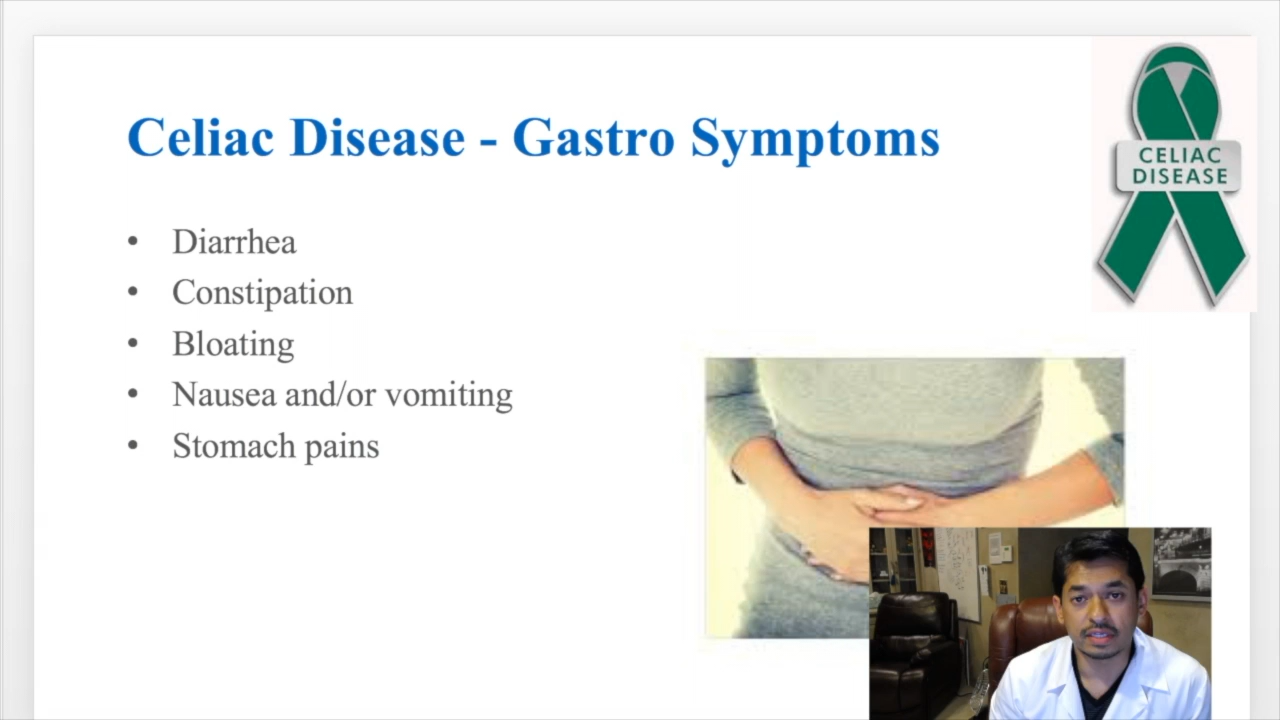 Celiac Disease - Gastro Symptoms
CELIAC
DISEASE
• Diarrhea
• Constipation
• Bloating
• Nausea and/or vomiting
• Stomach pains